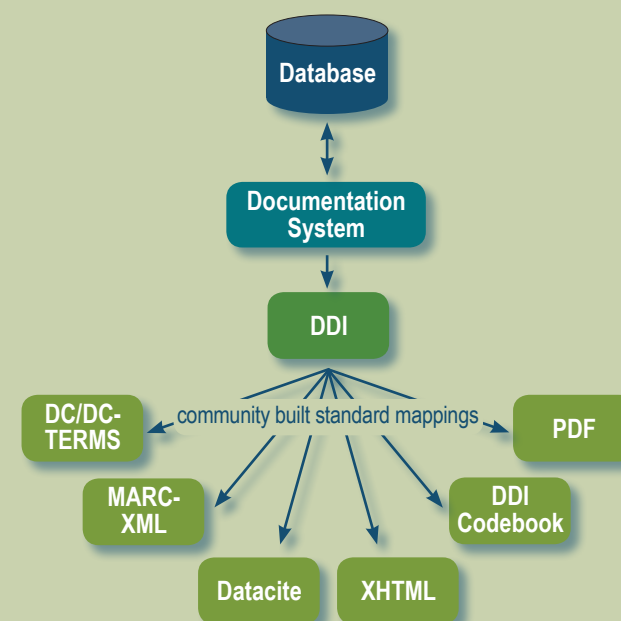 Database
Documentation
System
DDI
community built standard mappings
DC/DC-
TERMS
PDF
MARC-
XML
DDI
Codebook
Datacite
XHTML